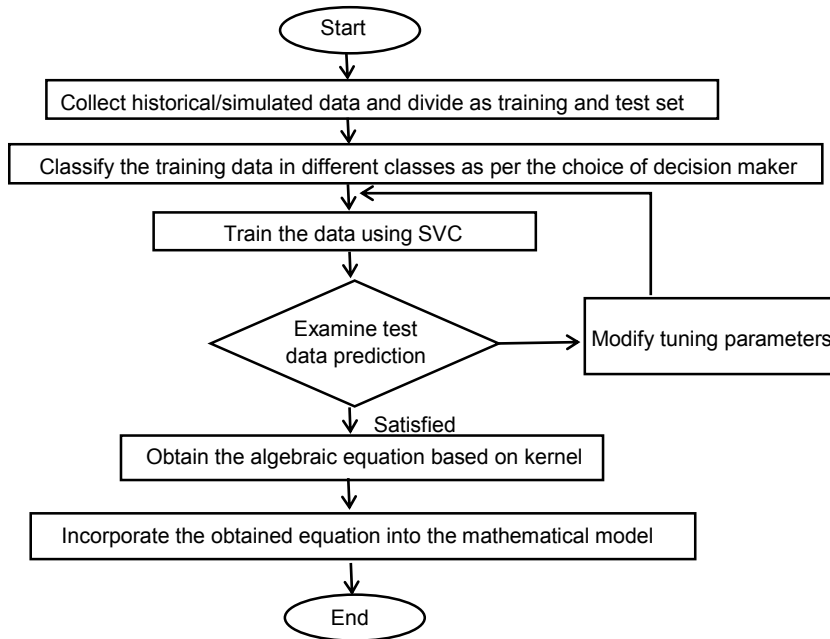 Start
Collect historical/simulated data and divide as training and test set
Classify the training data in different classes as per the choice of decision maker
Train the data using SVC
Examine test
data prediction
Modify tuning parameters
Satisfied
Obtain the algebraic equation based on kernel
Incorporate the obtained equation into the mathematical model
End